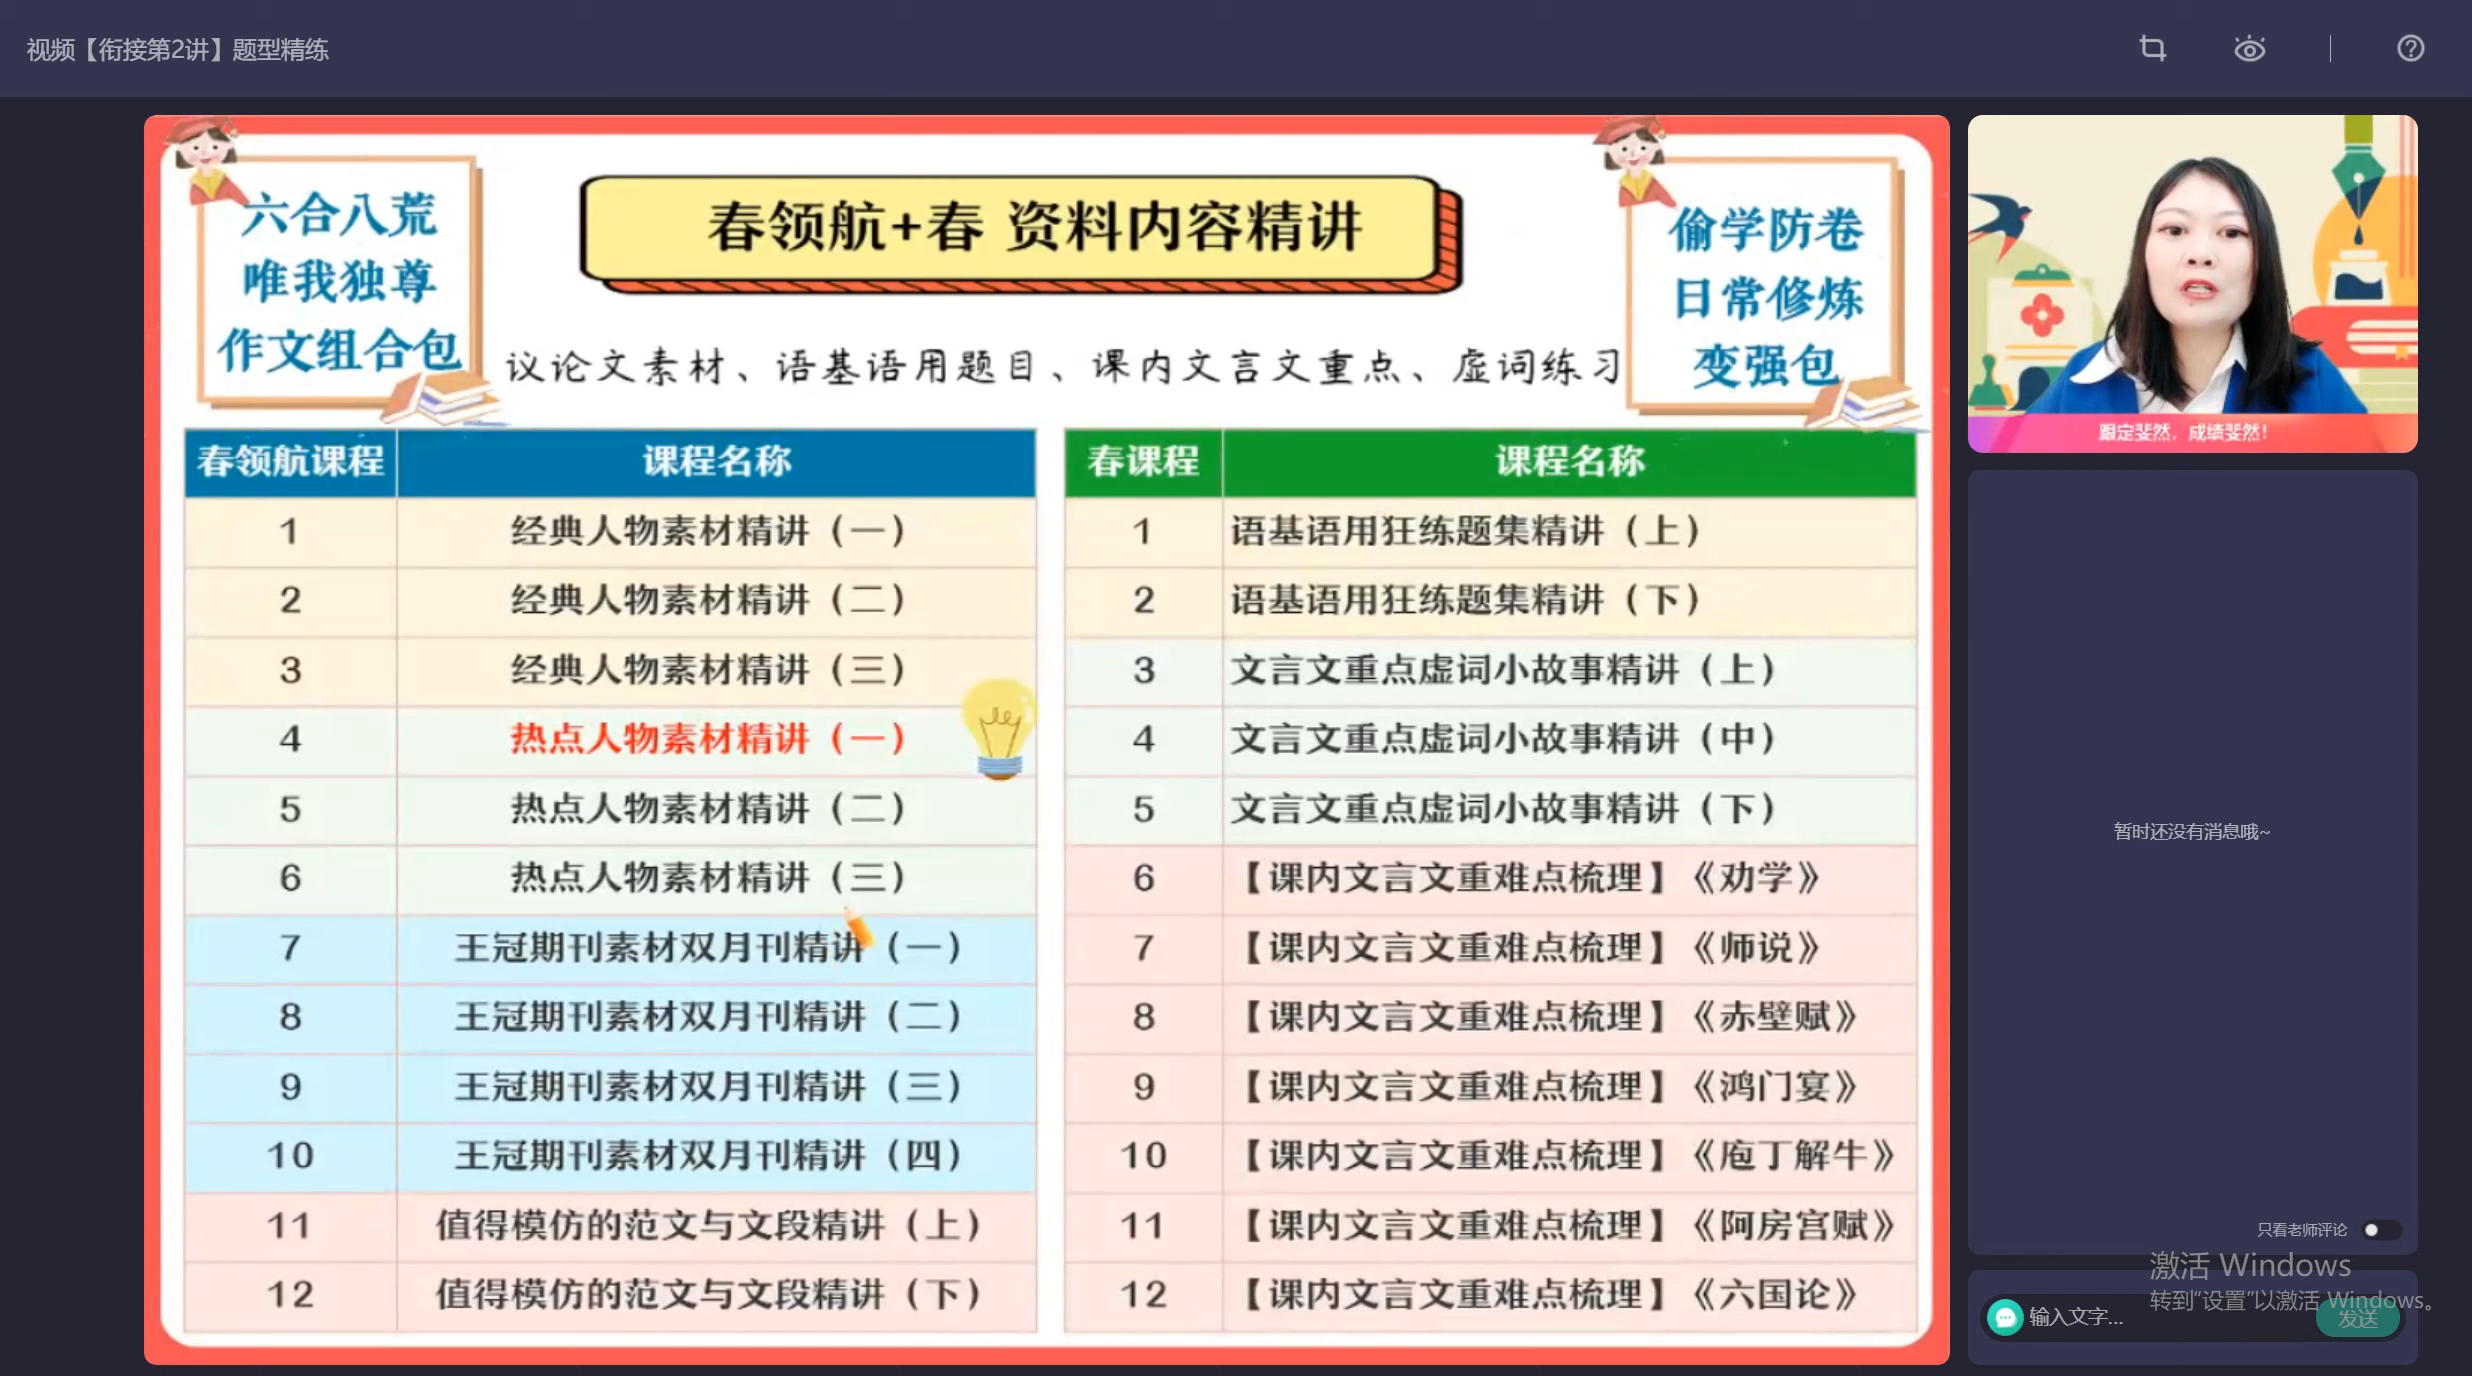 视频【衔接第2讲】题型精练
六合八荒
唯我独尊
作文组合包
春领航+春 资料内容精讲
偷学防卷
日常修炼
变强包
议论文素材、语基语用题目、课内文言文重点、虚词练习
春领航课程 课程名称
1 经典人物素材精讲（一）
2 经典人物素材精讲（二）
3 经典人物素材精讲（三）
4 热点人物素材精讲（一）
5 热点人物素材精讲（二）
6 热点人物素材精讲（三）
7 王冠期刊素材双月刊精讲（一）
8 王冠期刊素材双月刊精讲（二）
9 王冠期刊素材双月刊精讲（三）
10 王冠期刊素材双月刊精讲（四）
11 值得模仿的范文与文段精讲（上）
12 值得模仿的范文与文段精讲（下）
春课程 课程名称
1 语基语用狂练题集精讲（上）
2 语基语用狂练题集精讲（下）
3 文言文重点虚词小故事精讲（上）
4 文言文重点虚词小故事精讲（中）
5 文言文重点虚词小故事精讲（下）
6 【课内文言文重难点梳理】《劝学》
7 【课内文言文重难点梳理】《师说》
8 【课内文言文重难点梳理】《赤壁赋》
9 【课内文言文重难点梳理】《鸿门宴》
10 【课内文言文重难点梳理】《庖丁解牛》
11 【课内文言文重难点梳理】《阿房宫赋》
12 【课内文言文重难点梳理】《六国论》
跟定斐然，成绩斐然！
暂时还没有消息哦~
只看老师评论
激活 Windows
转到"设置"以激活 Windows。
输入文字...
发送